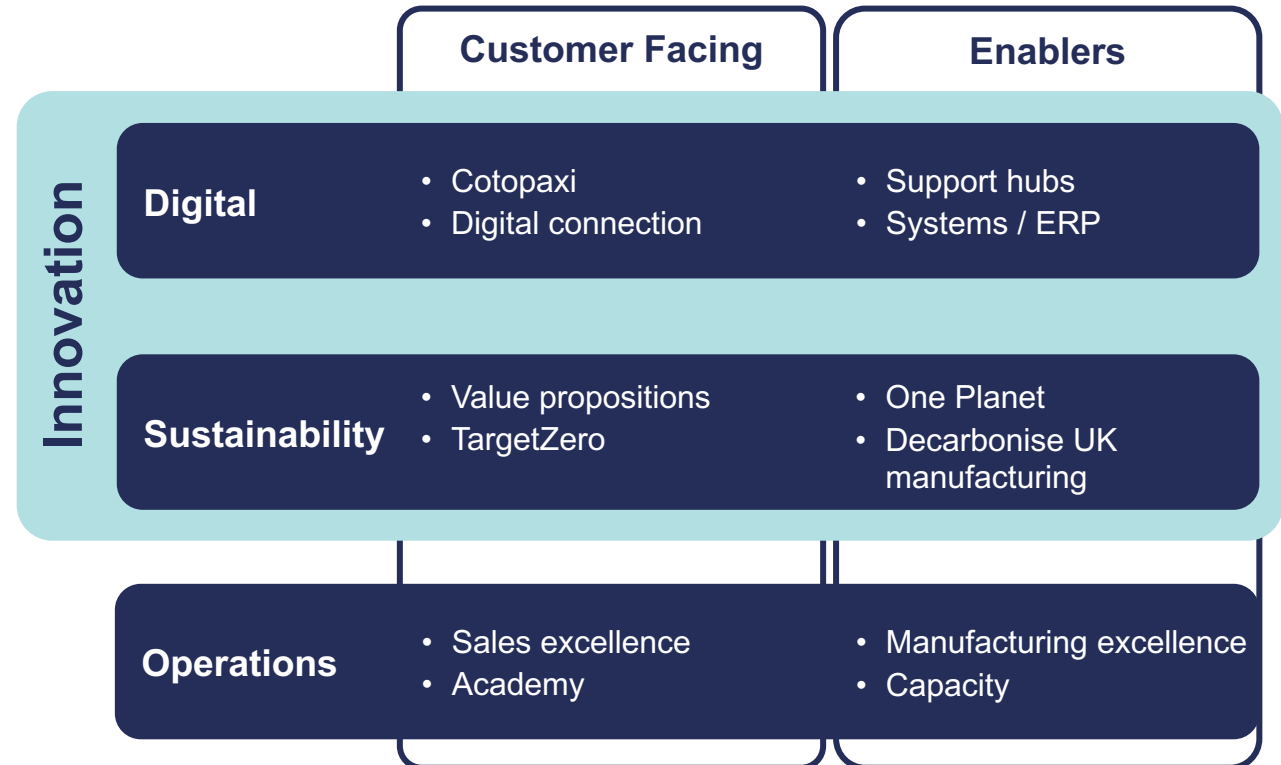 Customer Facing
Enablers
Innovation
Digital
• Cotopaxi
• Digital connection
• Support hubs
• Systems / ERP
Sustainability
• Value propositions
• TargetZero
• One Planet
• Decarbonise UK
manufacturing
Operations
• Sales excellence
• Academy
• Manufacturing excellence
• Capacity